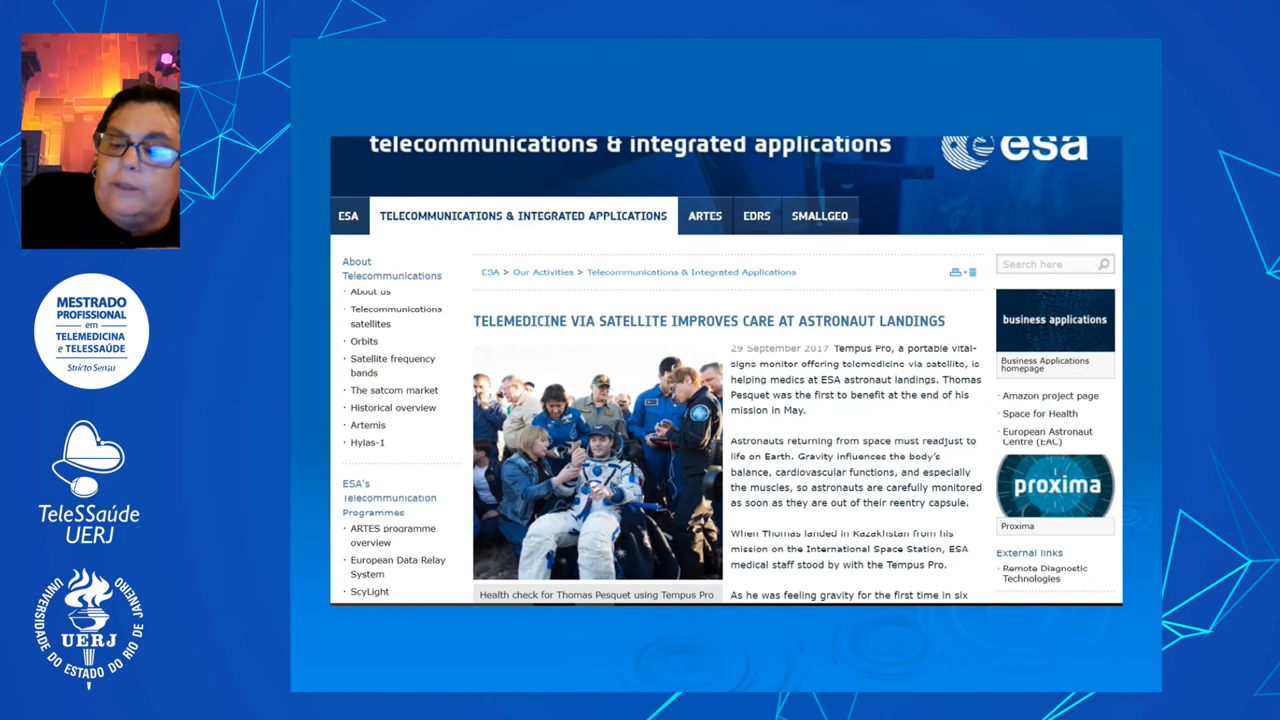 telecommunications & integrated applications
esa
ESA
TELECOMMUNICATIONS & INTEGRATED APPLICATIONS
ARTES
EDRS
SMALLGEO
About
Telecommunications
About us
Telecommunications
satellites
Orbits
Satellite frequency
bands
The satcom market
Historical overview
Artemis
Hylas-1
ESA's
Telecommunication
Programmes
ARTES programme
overview
European Data Relay
System
ScyLight
ESA > Our Activities > Telecommunications & Integrated Applications
TELEMEDICINE VIA SATELLITE IMPROVES CARE AT ASTRONAUT LANDINGS
29 September 2017 Tempus Pro, a portable vital-
signs monitor offering telemedicine via satellite, is
helping medics at ESA astronaut landings. Thomas
Pesquet was the first to benefit at the end of his
mission in May.
Astronauts returning from space must readjust to
life on Earth. Gravity influences the body's
balance, cardiovascular functions, and especially
the muscles, so astronauts are carefully monitored
as soon as they are out of their reentry capsule.
When Thomas landed in Kazakhstan from his
mission on the International Space Station, ESA
medical staff stood by with the Tempus Pro.
As he was feeling gravity for the first time in six
Health check for Thomas Pesquet using Tempus Pro
Search here
business applications
Business Applications
homepage
Amazon project page
Space for Health
European Astronaut
Centre (EAC)
proxima
Proxima
External links
Remote Diagnostic
Technologies
MESTRADO
PROFISSIONAL
em
TELEMEDICINA
e TELESSAÚDE
Stricto Sensu
TeleSSaúde
UERJ
UERJ
UNIVERSIDADE DO ESTADO DO RIO DE JANEIRO